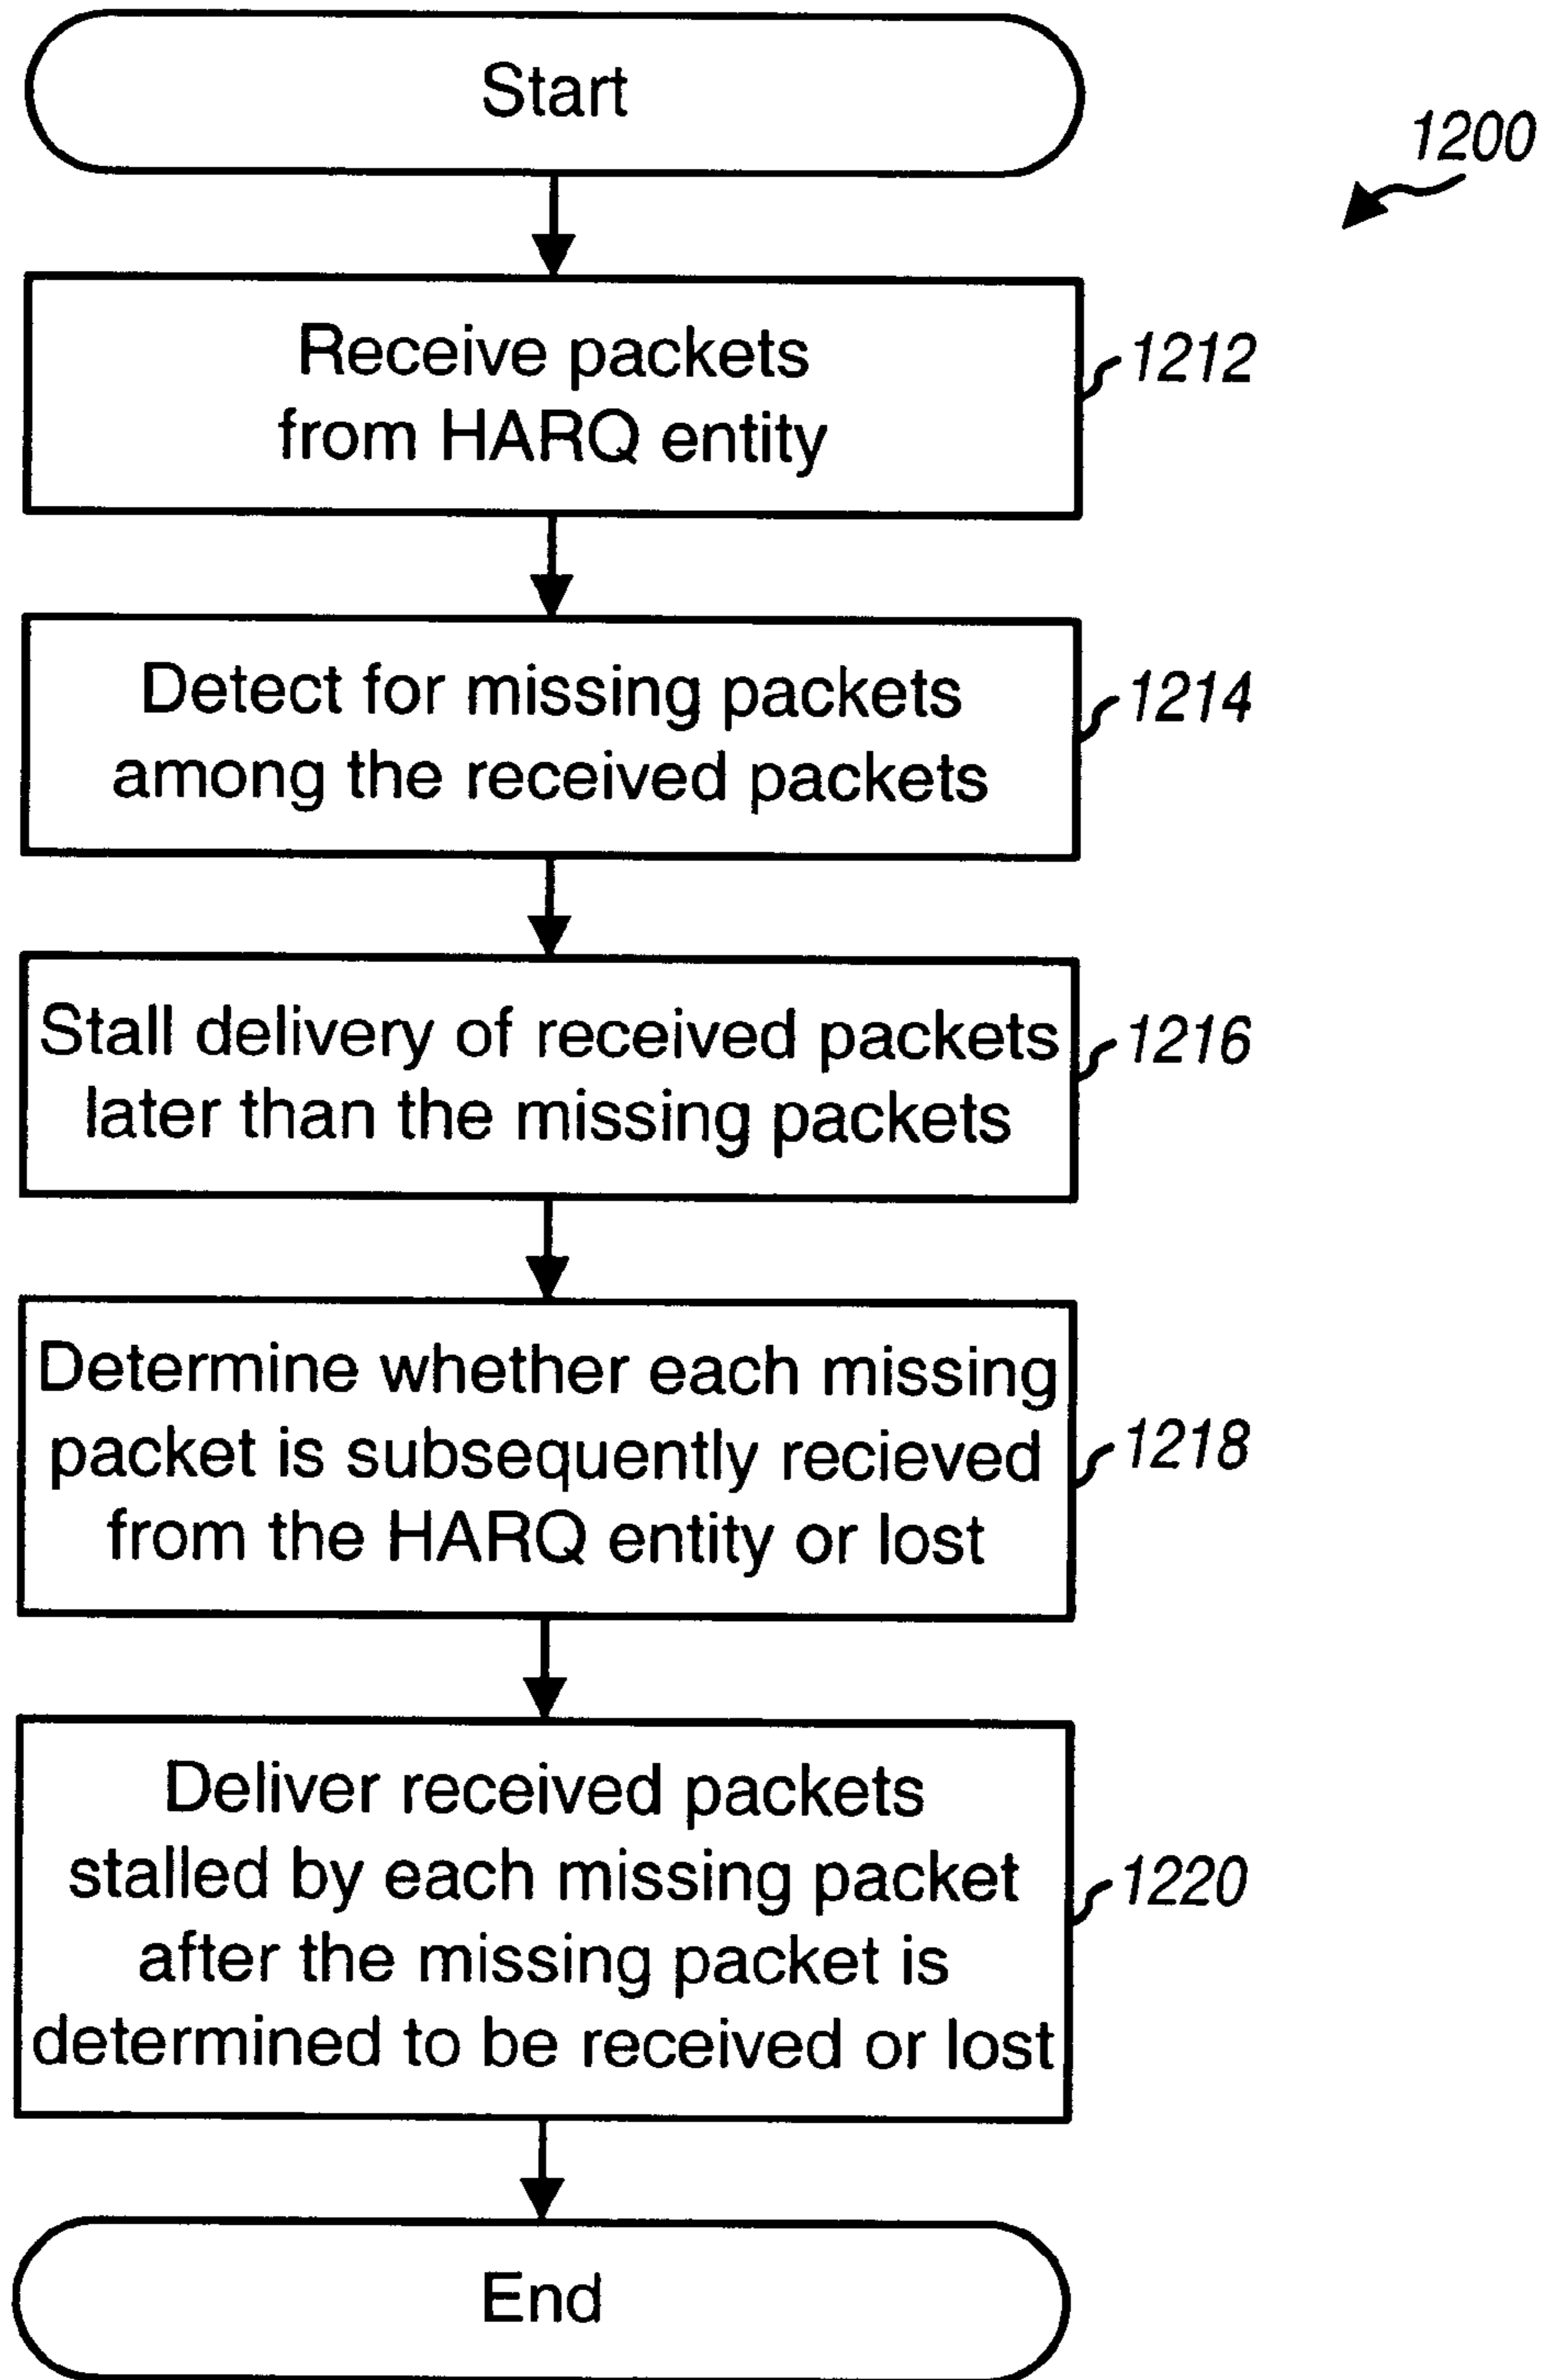 Start
1200
Receive packets
from HARQ entity
1212
Detect for missing packets
among the received packets
1214
Stall delivery of received packets
later than the missing packets
1216
Determine whether each missing
packet is subsequently recieved
from the HARQ entity or lost
1218
Deliver received packets
stalled by each missing packet
after the missing packet is
determined to be received or lost
1220
End